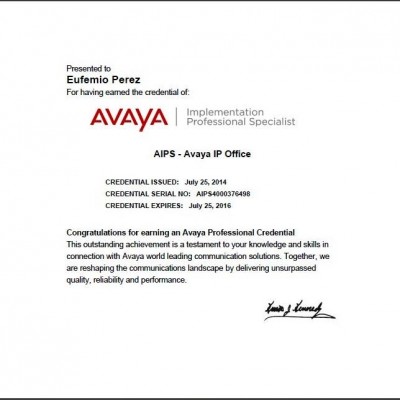 Presented to
Eufemio Perez
For having earned the credential of:
AVAYA
Implementation
Professional Specialist
AIPS - Avaya IP Office
CREDENTIAL ISSUED: July 25, 2014
CREDENTIAL SERIAL NO: AIPS4000376498
CREDENTIAL EXPIRES: July 25, 2016
Congratulations for earning an Avaya Professional Credential
This outstanding achievement is a testament to your knowledge and skills in
connection with Avaya world leading communication solutions. Together, we
are reshaping the communications landscape by delivering unsurpassed
quality, reliability and performance.